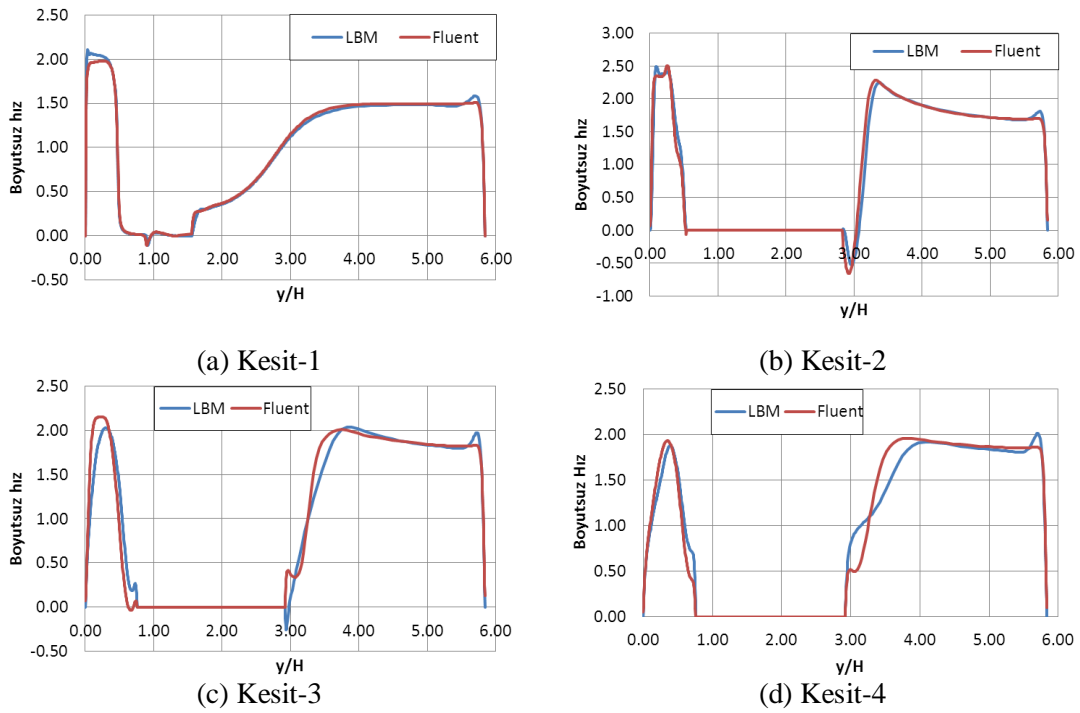 LBM Fluent
2.50
2.00
1.50
1.00
0.50
0.00
-0.50
Boyutsuz hız
0.00 1.00 2.00 3.00 4.00 5.00 6.00
y/H
(a) Kesit-1
LBM Fluent
3.00
2.50
2.00
1.50
1.00
0.50
0.00
-0.50
-1.00
Boyutsuz hız
0.00 1.00 2.00 3.00 4.00 5.00 6.00
y/H
(b) Kesit-2
LBM Fluent
2.50
2.00
1.50
1.00
0.50
0.00
-0.50
Boyutsuz hız
0.00 1.00 2.00 3.00 4.00 5.00 6.00
y/H
(c) Kesit-3
LBM Fluent
2.50
2.00
1.50
1.00
0.50
0.00
Boyutsuz Hız
0.00 1.00 2.00 3.00 4.00 5.00 6.00
y/H
(d) Kesit-4